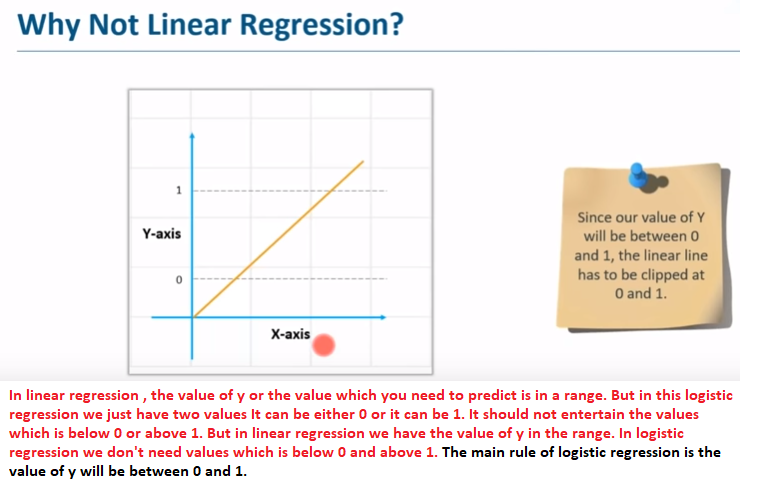 Why Not Linear Regression?
1
Y-axis
0
X-axis
Since our value of Y
will be between 0
and 1, the linear line
has to be clipped at
0 and 1.
In linear regression , the value of y or the value which you need to predict is in a range. But in this logistic
regression we just have two values It can be either 0 or it can be 1. It should not entertain the values
which is below 0 or above 1. But in linear regression we have the value of y in the range. In logistic
regression we don't need values which is below 0 and above 1. The main rule of logistic regression is the
value of y will be between 0 and 1.